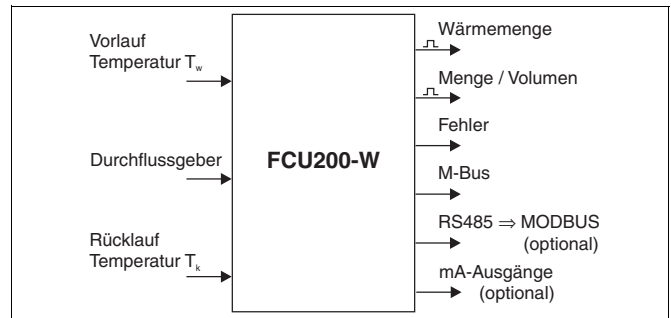 Vorlauf
Temperatur Tw
Durchflussgeber
Rücklauf
Temperatur Tk
FCU200-W
Wärmemenge
Menge / Volumen
Fehler
M-Bus
RS485 ⇒ MODBUS
(optional)
mA-Ausgänge
(optional)